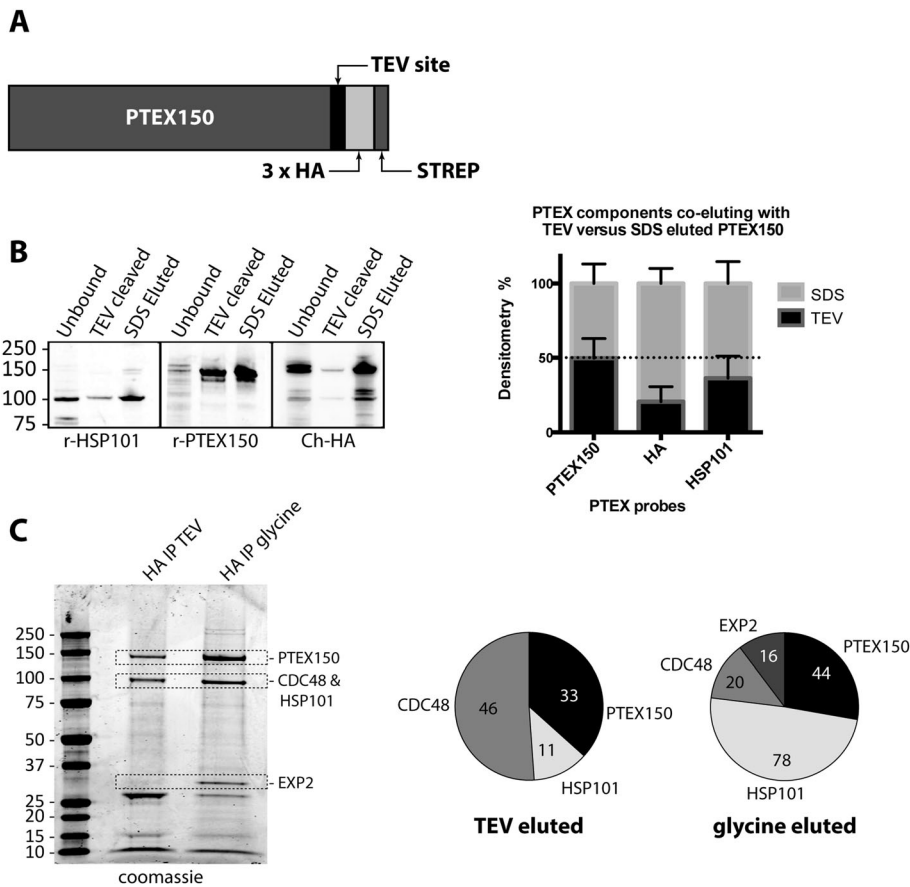 A
TEV site
PTEX150
3 x HA
STREP
B
Unbound
TEV cleaved
SDS Eluted
Unbound
TEV cleaved
SDS Eluted
Unbound
TEV cleaved
SDS Eluted
250
150
100
75
r-HSP101
r-PTEX150
Ch-HA
PTEX components co-eluting with
TEV versus SDS eluted PTEX150
Densitometry %
100
50
0
SDS
TEV
PTEX150
HA
HSP101
PTEX probes
C
HA IP TEV
HA IP glycine
250
150
100
75
50
37
25
20
15
10
PTEX150
CDC48 &
HSP101
EXP2
coomassie
CDC48
46
33
PTEX150
11
HSP101
TEV eluted
EXP2
PTEX150
CDC48
16
44
20
78
HSP101
glycine eluted